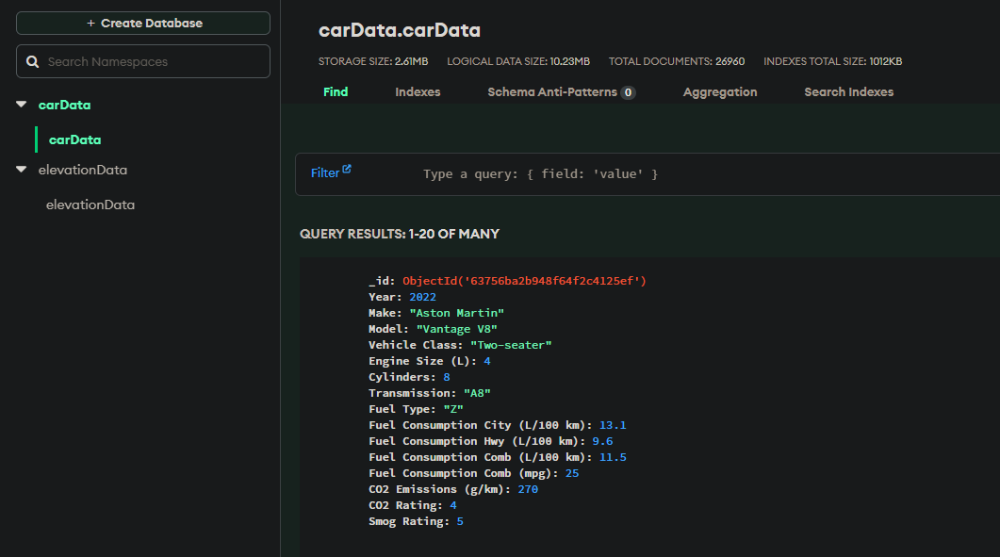 + Create Database
Search Namespaces
carData
carData
elevationData
elevationData
carData.carData
STORAGE SIZE: 2.61MB LOGICAL DATA SIZE: 10.23MB TOTAL DOCUMENTS: 26960 INDEXES TOTAL SIZE: 1012KB
Find Indexes Schema Anti-Patterns 0 Aggregation Search Indexes
Filter Type a query: { field: 'value' }
QUERY RESULTS: 1-20 OF MANY
_id: ObjectId('63756ba2b948f64f2c4125ef')
Year: 2022
Make: "Aston Martin"
Model: "Vantage V8"
Vehicle Class: "Two-seater"
Engine Size (L): 4
Cylinders: 8
Transmission: "A8"
Fuel Type: "Z"
Fuel Consumption City (L/100 km): 13.1
Fuel Consumption Hwy (L/100 km): 9.6
Fuel Consumption Comb (L/100 km): 11.5
Fuel Consumption Comb (mpg): 25
CO2 Emissions (g/km): 270
CO2 Rating: 4
Smog Rating: 5